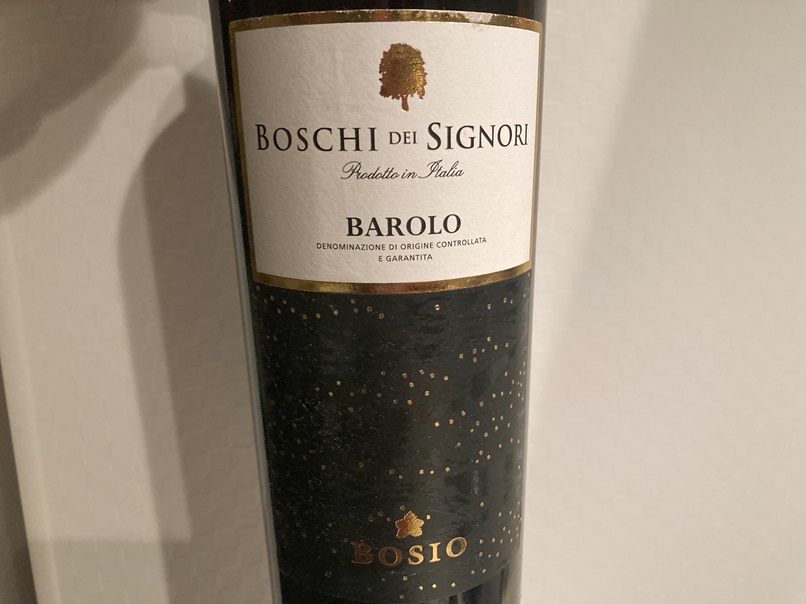 BOSCHI DEI SIGNORI
Prodotto in Italia
BAROLO
DENOMINAZIONE DI ORIGINE CONTROLLATA
E GARANTITA
BOSIO